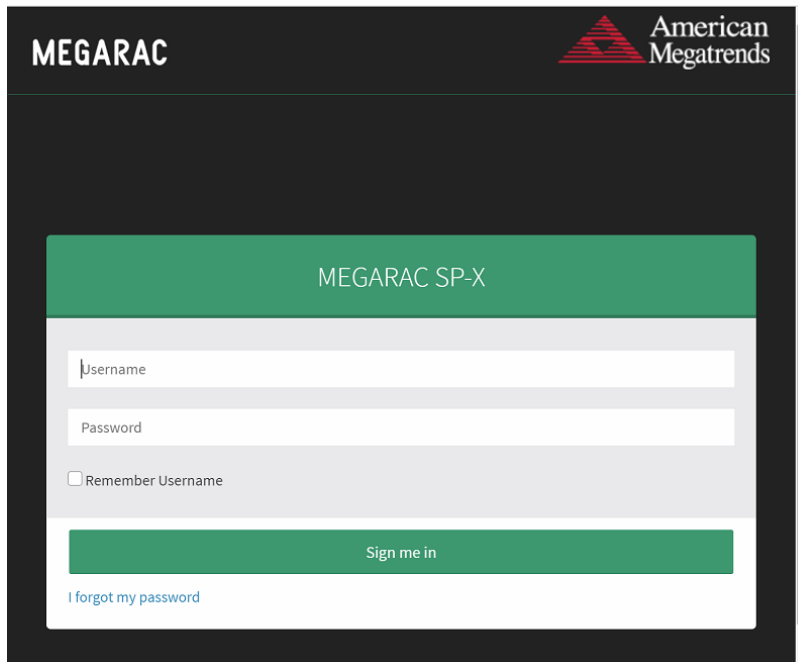 MEGARAC
American
Megatrends
MEGARAC SP-X
Username
Password
Remember Username
Sign me in
I forgot my password